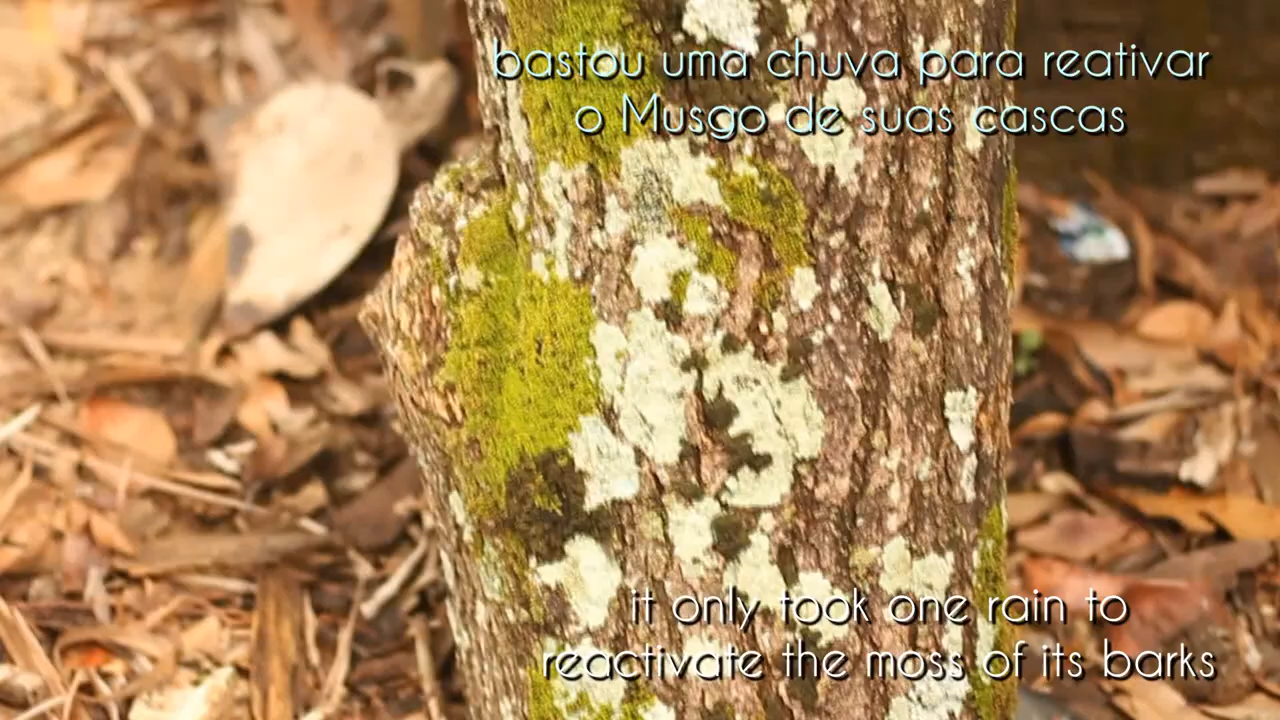 bastou uma chuva para reativar
o Musgo de suas cascas
it only took one rain to
reactivate the moss of its barks